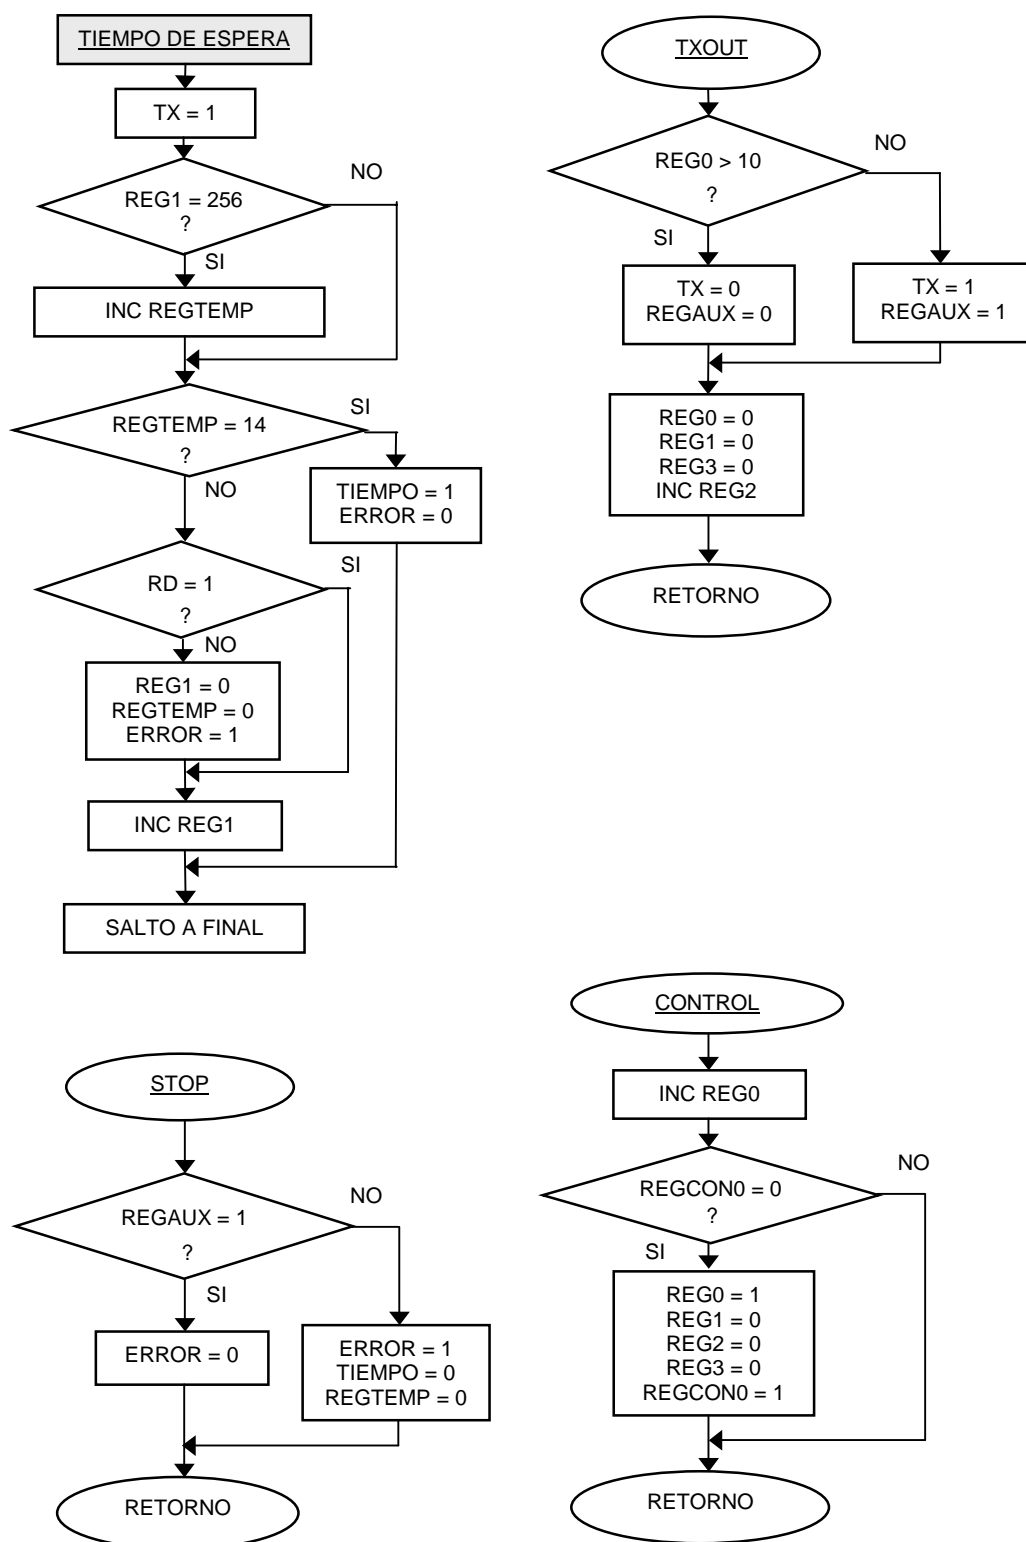 TIEMPO DE ESPERA
TX = 1
REG1 = 256
?
NO
SI
INC REGTEMP
REGTEMP = 14
?
SI
NO
TIEMPO = 1
ERROR = 0
RD = 1
?
SI
NO
REG1 = 0
REGTEMP = 0
ERROR = 1
INC REG1
SALTO A FINAL
TXOUT
REG0 > 10
?
NO
SI
TX = 0
REGAUX = 0
TX = 1
REGAUX = 1
REG0 = 0
REG1 = 0
REG3 = 0
INC REG2
RETORNO
STOP
REGAUX = 1
?
NO
SI
ERROR = 0
ERROR = 1
TIEMPO = 0
REGTEMP = 0
RETORNO
CONTROL
INC REG0
REGCON0 = 0
?
NO
SI
REG0 = 1
REG1 = 0
REG2 = 0
REG3 = 0
REGCON0 = 1
RETORNO